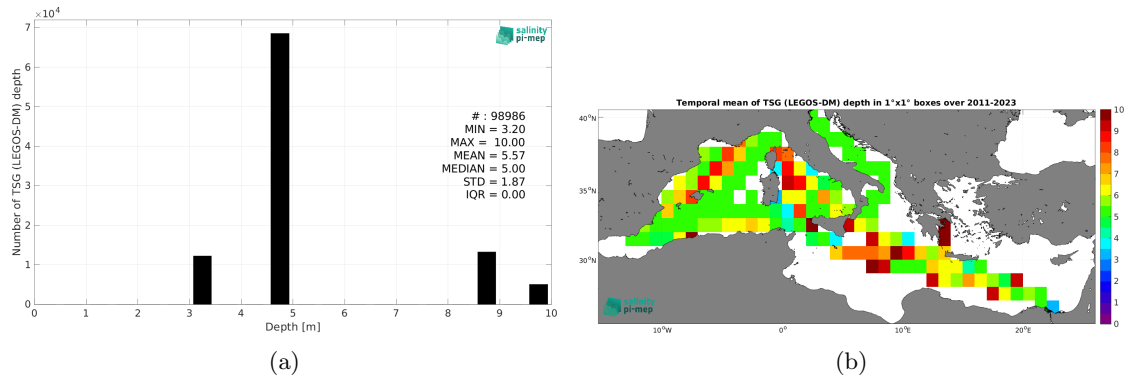 ×10⁴
7
6
5
4
3
2
1
0
Number of TSG (LEGOS-DM) depth
salinity
pi-mep
# : 98986
MIN = 3.20
MAX = 10.00
MEAN = 5.57
MEDIAN = 5.00
STD = 1.87
IQR = 0.00
0 1 2 3 4 5 6 7 8 9 10
Depth [m]
(a)
Temporal mean of TSG (LEGOS-DM) depth in 1°x1° boxes over 2011-2023
40°N
35°N
30°N
salinity
pi-mep
10°W 0° 10°E 20°E
10
9
8
7
6
5
4
3
2
1
0
(b)